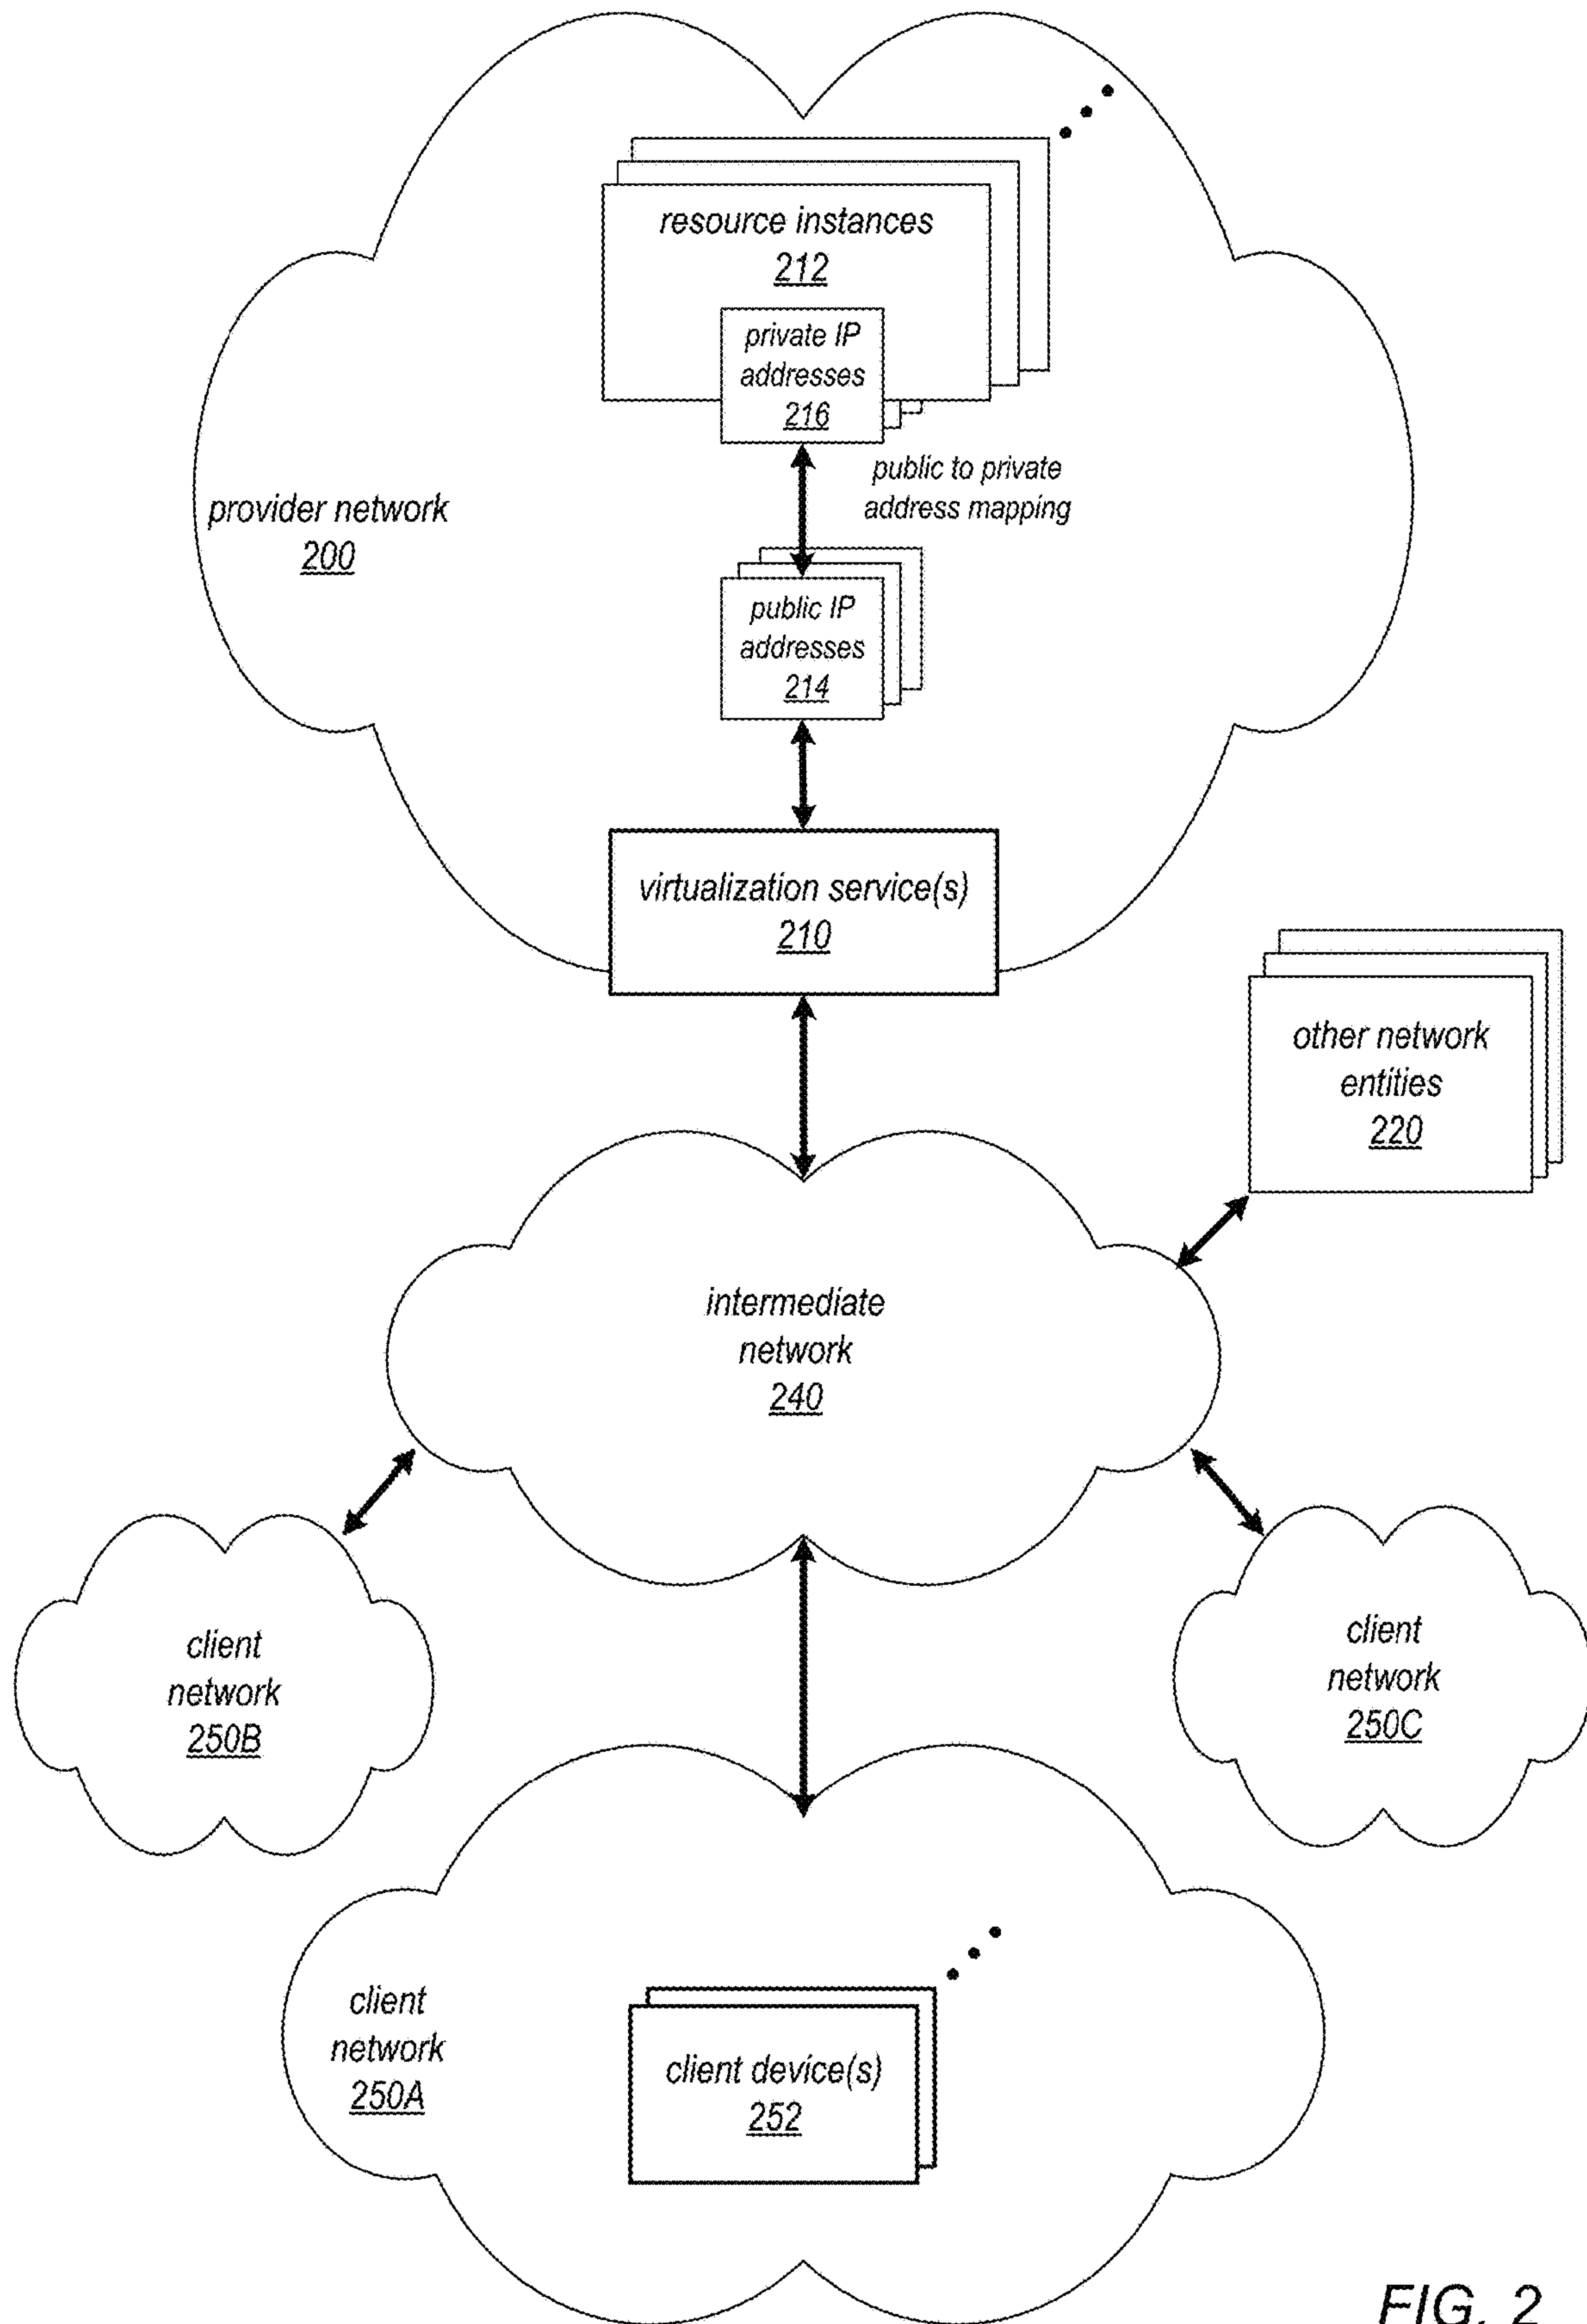 resource instances
212
private IP
addresses
216
public to private
address mapping
provider network
200
public IP
addresses
214
virtualization service(s)
210
other network
entities
220
intermediate
network
240
client
network
250B
client
network
250C
client
network
250A
client device(s)
252
FIG. 2